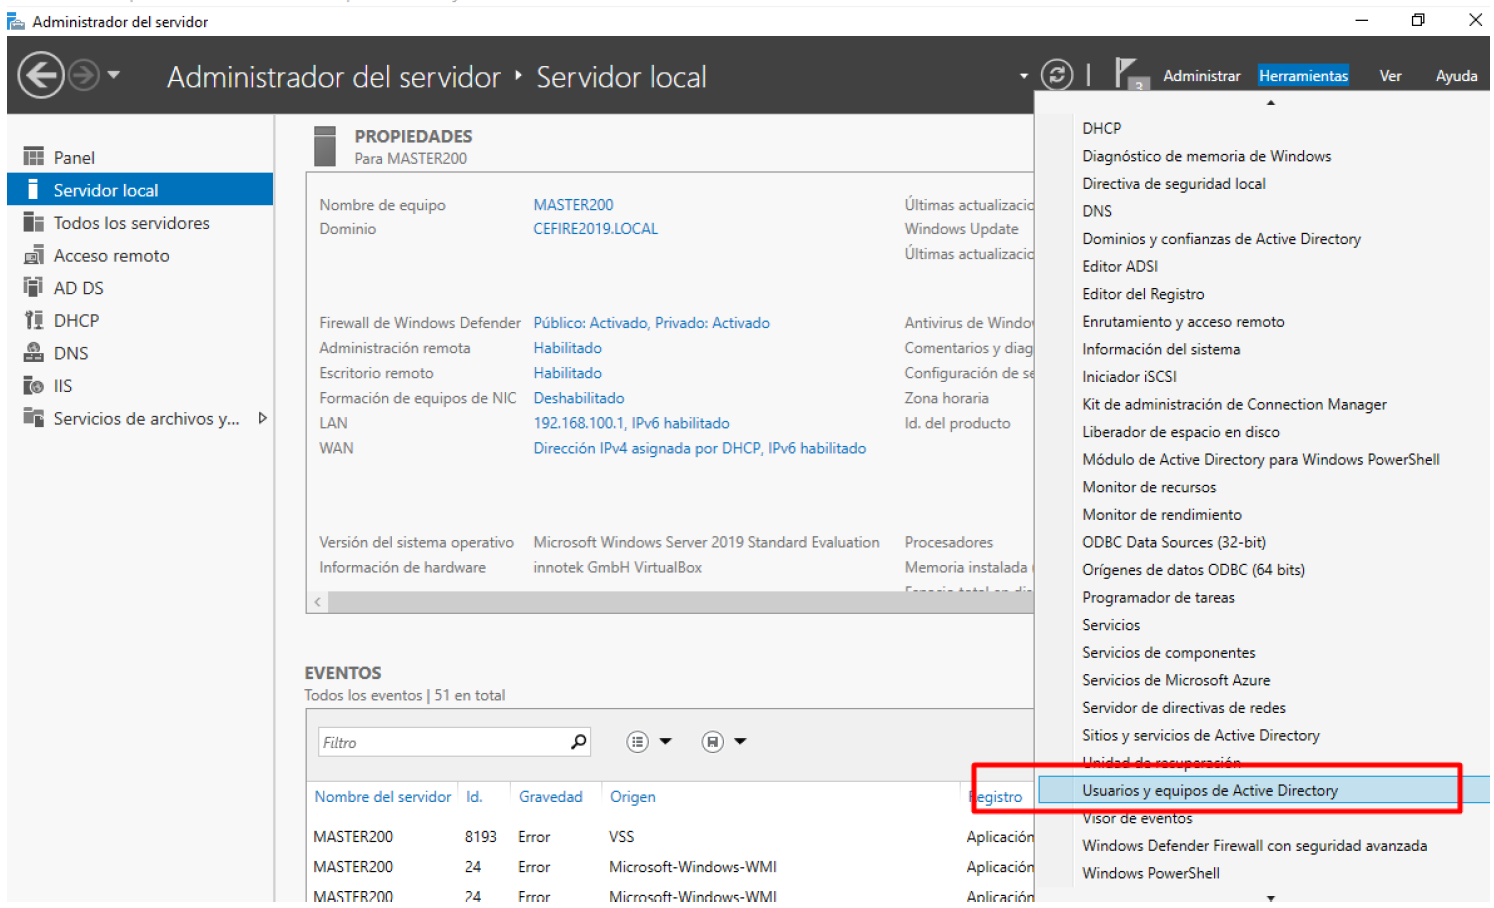 Administrador del servidor
Administrador del servidor ‣ Servidor local
3
Administrar Herramientas Ver Ayuda
Panel
Servidor local
Todos los servidores
Acceso remoto
AD DS
DHCP
DNS
IIS
Servicios de archivos y...
PROPIEDADES
Para MASTER200
Nombre de equipo MASTER200 Últimas actualizacio
Dominio CEFIRE2019.LOCAL Windows Update
Últimas actualizacio
Firewall de Windows Defender Público: Activado, Privado: Activado Antivirus de Windo
Administración remota Habilitado Comentarios y diag
Escritorio remoto Habilitado Configuración de se
Formación de equipos de NIC Deshabilitado Zona horaria
LAN 192.168.100.1, IPv6 habilitado Id. del producto
WAN Dirección IPv4 asignada por DHCP, IPv6 habilitado
Versión del sistema operativo Microsoft Windows Server 2019 Standard Evaluation Procesadores
Información de hardware innotek GmbH VirtualBox Memoria instalada
Espacio total en dis
EVENTOS
Todos los eventos | 51 en total
Filtro
Nombre del servidor Id. Gravedad Origen Registro
MASTER200 8193 Error VSS Aplicación
MASTER200 24 Error Microsoft-Windows-WMI Aplicación
MASTER200 24 Error Microsoft-Windows-WMI Aplicación
DHCP
Diagnóstico de memoria de Windows
Directiva de seguridad local
DNS
Dominios y confianzas de Active Directory
Editor ADSI
Editor del Registro
Enrutamiento y acceso remoto
Información del sistema
Iniciador iSCSI
Kit de administración de Connection Manager
Liberador de espacio en disco
Módulo de Active Directory para Windows PowerShell
Monitor de recursos
Monitor de rendimiento
ODBC Data Sources (32-bit)
Orígenes de datos ODBC (64 bits)
Programador de tareas
Servicios
Servicios de componentes
Servicios de Microsoft Azure
Servidor de directivas de redes
Sitios y servicios de Active Directory
Unidad de recuperación
Usuarios y equipos de Active Directory
Visor de eventos
Windows Defender Firewall con seguridad avanzada
Windows PowerShell